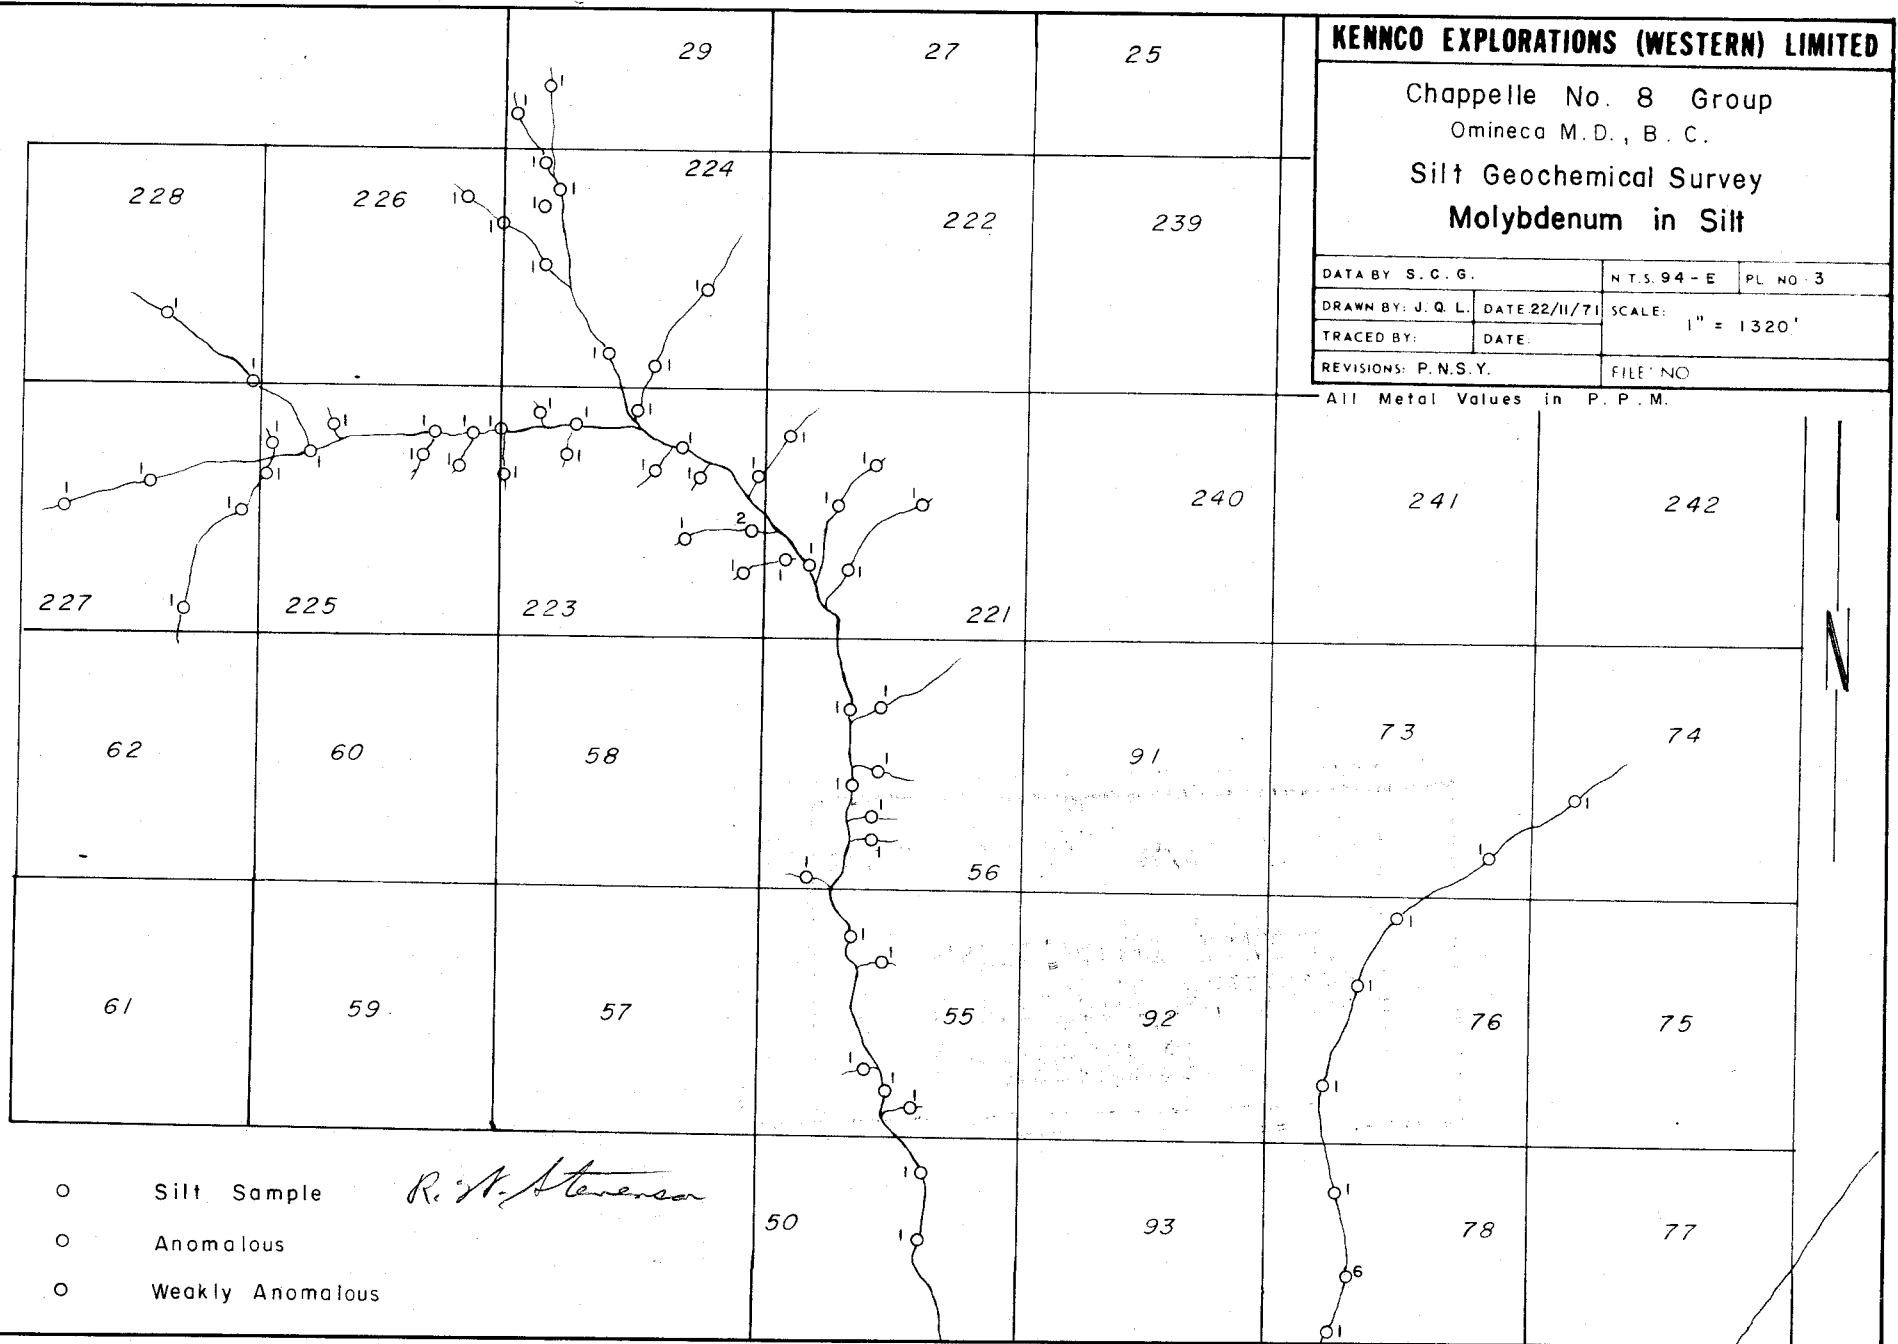 KENNCO EXPLORATIONS (WESTERN) LIMITED
Chappelle No. 8 Group
Omineca M.D., B. C.
Silt Geochemical Survey
Molybdenum in Silt
DATA BY S. C. G.
N.T.S. 94 - E
PL. NO. 3
DRAWN BY: J. Q. L.
DATE 22/11/71
SCALE: 1" = 1320'
TRACED BY:
DATE:
REVISIONS: P. N. S. Y.
FILE NO
All Metal Values in P. P. M.
29 27 25
228 226 224 222 239
227 225 223 221 240 241 242
62 60 58 56 91 73 74
61 59 57 55 92 76 75
50 93 78 77
2
6
N
Silt Sample
R. W. Stevenson
Anomalous
Weakly Anomalous